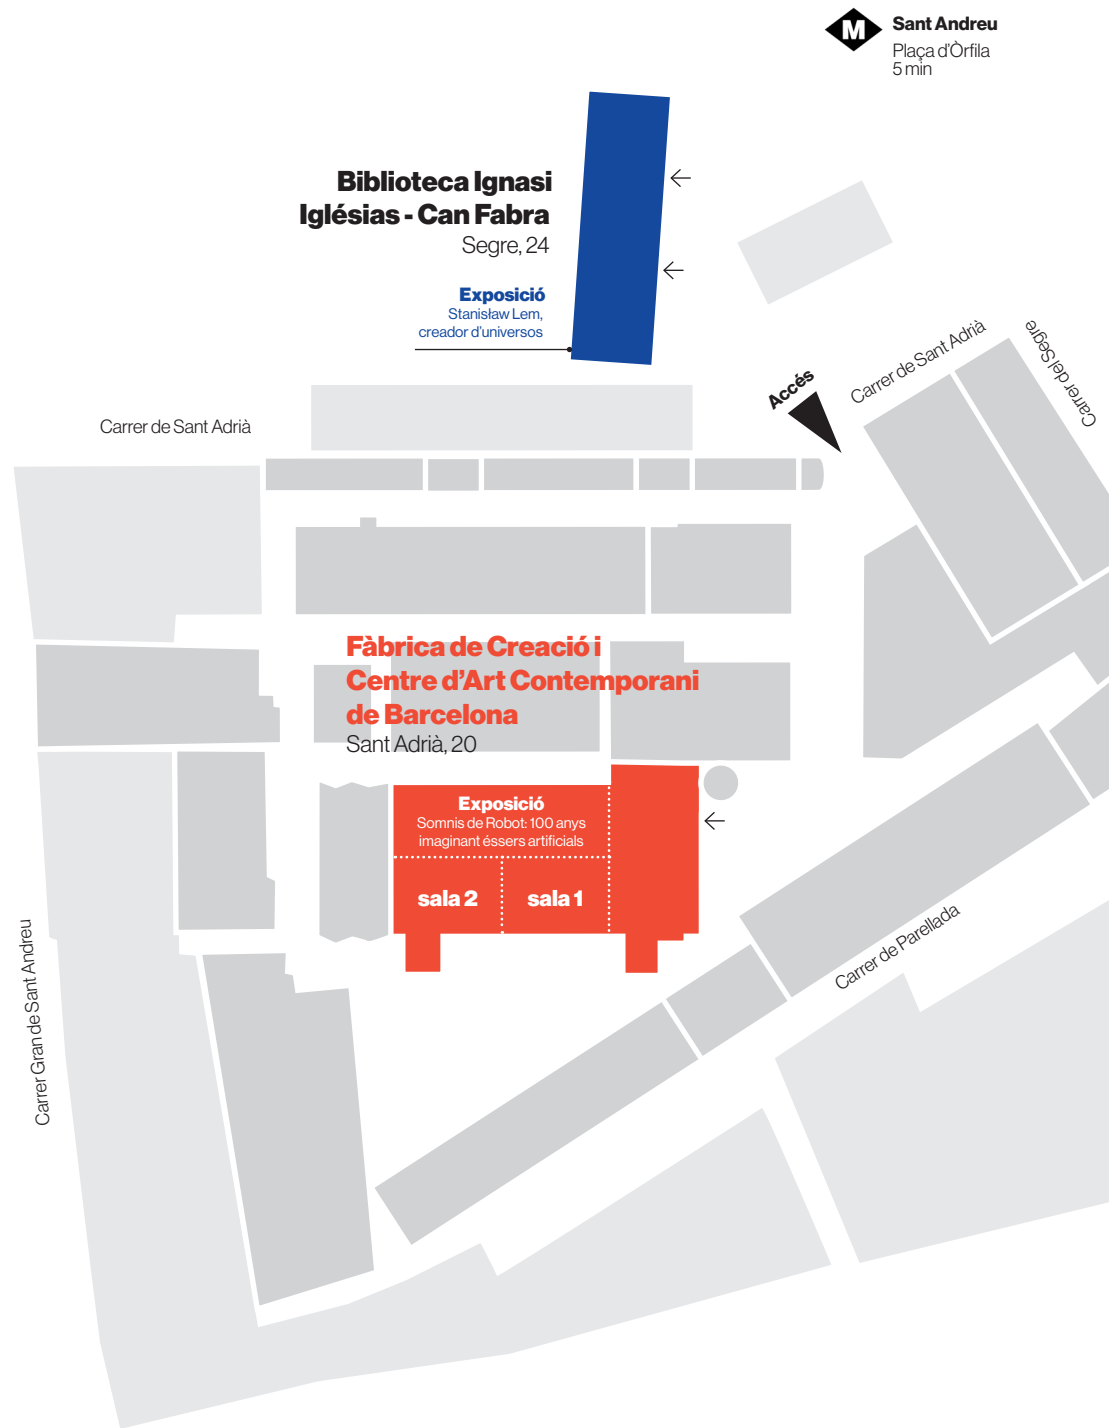 M
Sant Andreu
Plaça d'Òrfila
5 min
Biblioteca Ignasi
Iglésias - Can Fabra
Segre, 24
Exposició
Stanisław Lem,
creador d'universos
Accés
Carrer de Sant Adrià
Carrer del Segre
Carrer de Sant Adrià
Fàbrica de Creació i
Centre d'Art Contemporani
de Barcelona
Sant Adrià, 20
Exposició
Somnis de Robot: 100 anys
imaginant éssers artificials
sala 2
sala 1
Carrer de Parellada
Carrer Gran de Sant Andreu